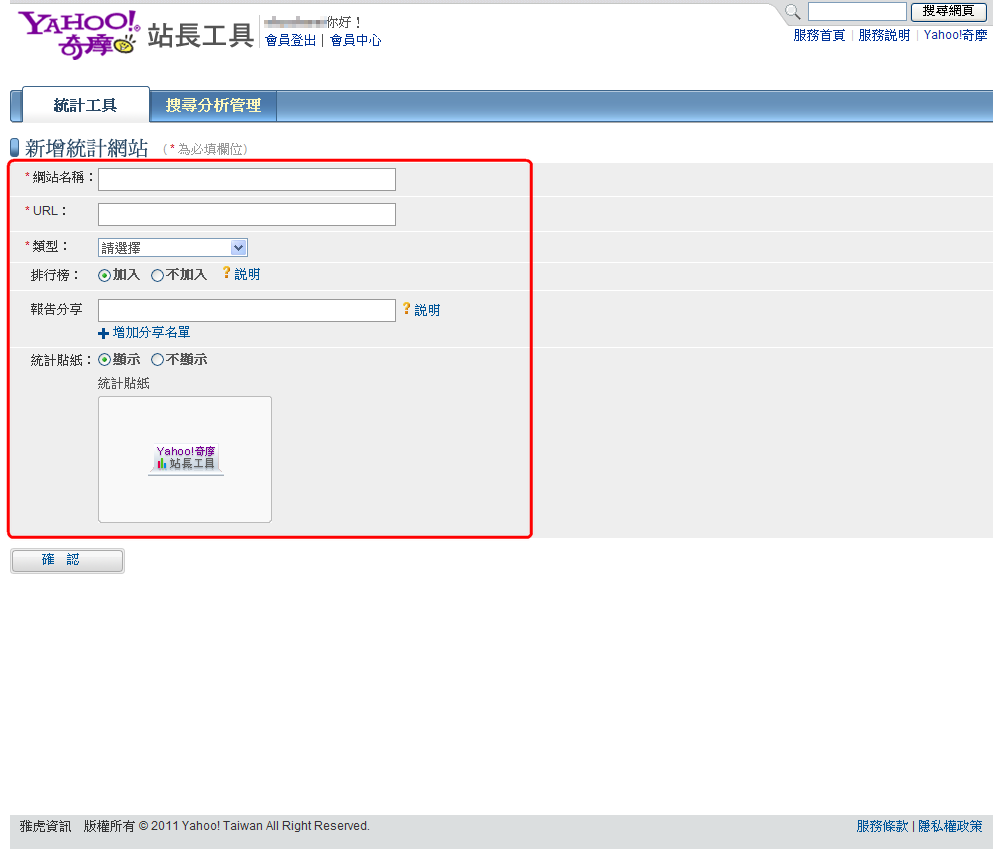 YAHOO! 奇摩 站長工具
你好！
會員登出 | 會員中心
搜尋網頁
服務首頁 | 服務說明 | Yahoo!奇摩
統計工具 搜尋分析管理
新增統計網站 （* 為必填欄位）
* 網站名稱：
* URL：
* 類型： 請選擇
排行榜： 加入 不加入 ? 說明
報告分享 ? 說明
增加分享名單
統計貼紙： 顯示 不顯示
統計貼紙
Yahoo!奇摩
站長工具
確 認
雅虎資訊 版權所有 © 2011 Yahoo! Taiwan All Right Reserved. 服務條款 | 隱私權政策